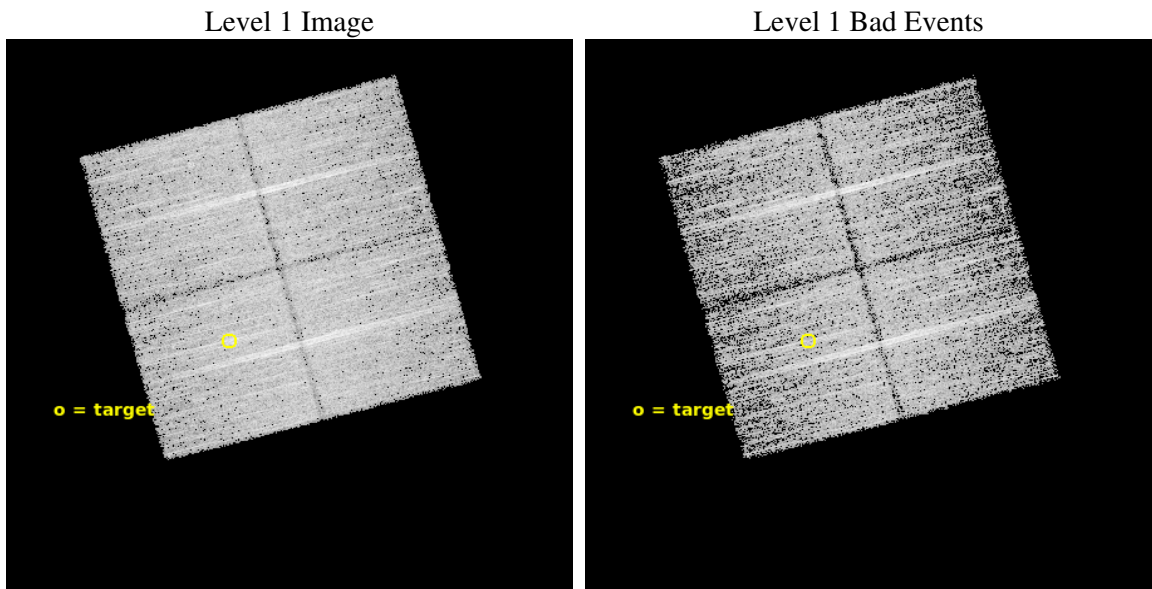 Level 1 Image
Level 1 Bad Events
o = target
o = target